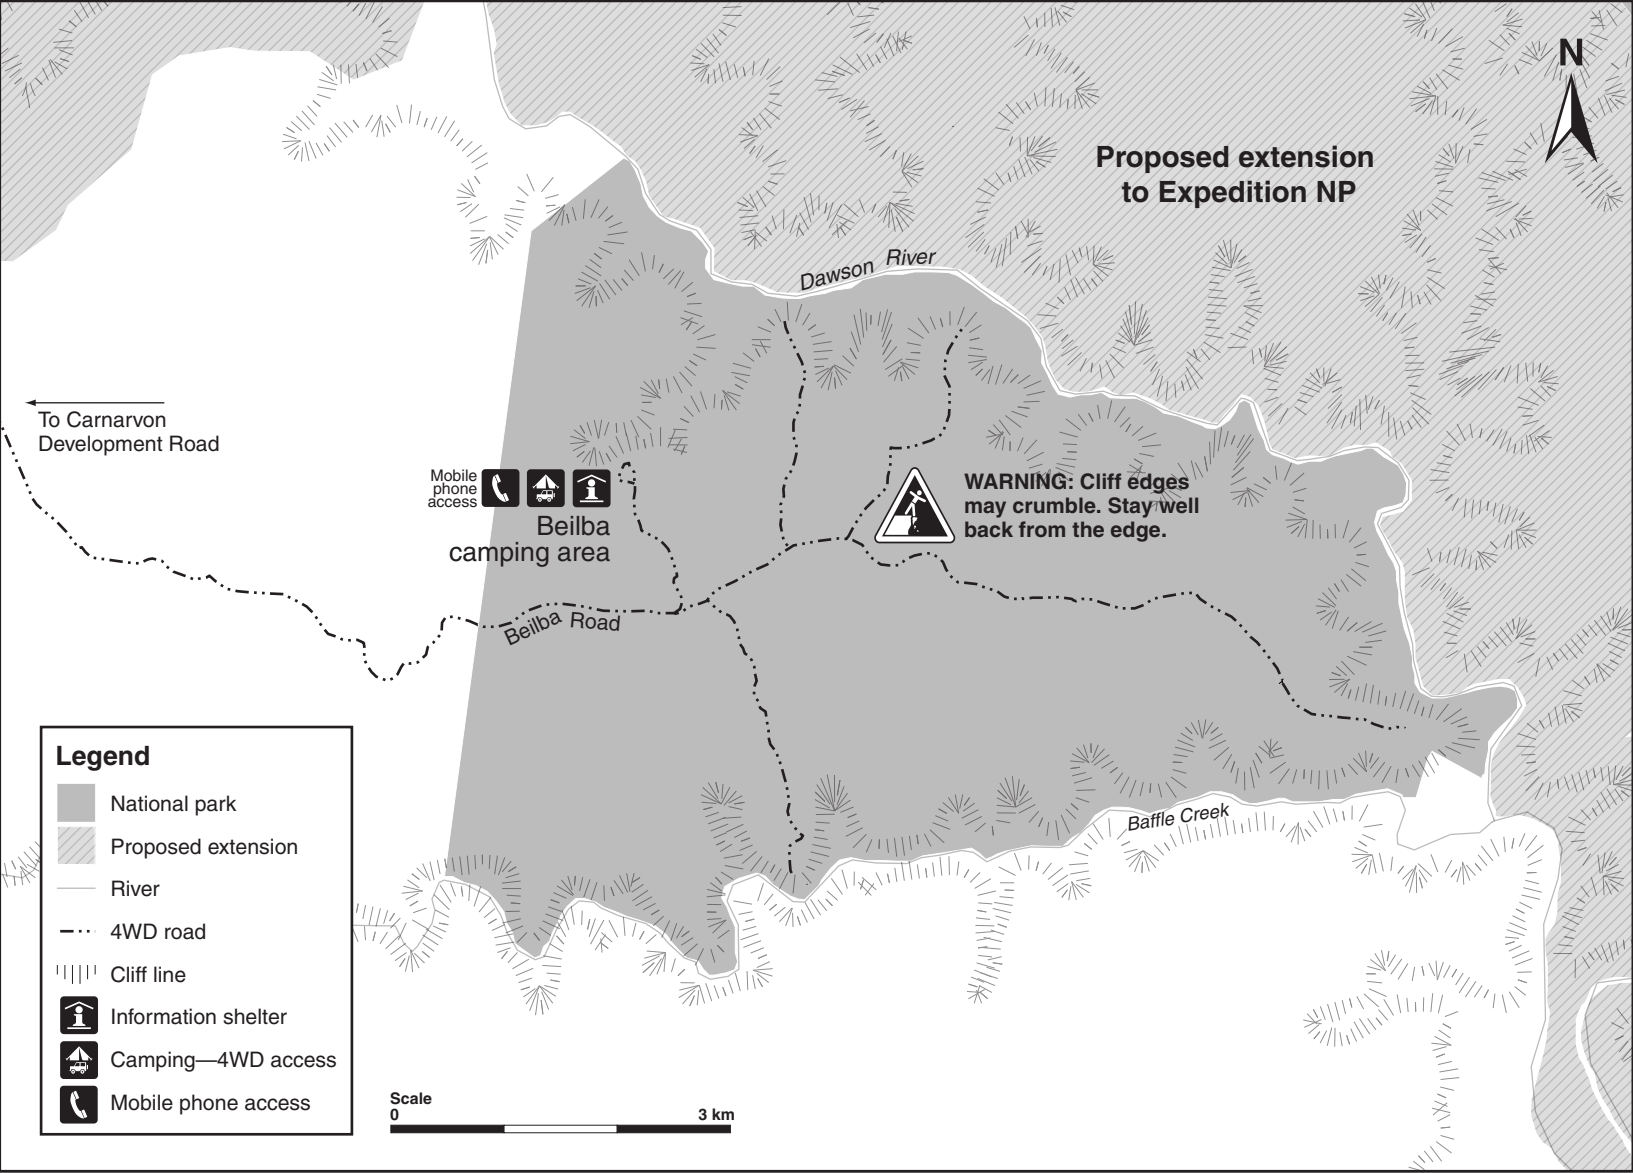 N
Proposed extension
to Expedition NP
Dawson River
To Carnarvon
Development Road
Mobile
phone
access
Beilba
camping area
WARNING: Cliff edges
may crumble. Stay well
back from the edge.
Beilba Road
Baffle Creek
Legend
National park
Proposed extension
River
4WD road
Cliff line
Information shelter
Camping—4WD access
Mobile phone access
Scale
0 3 km